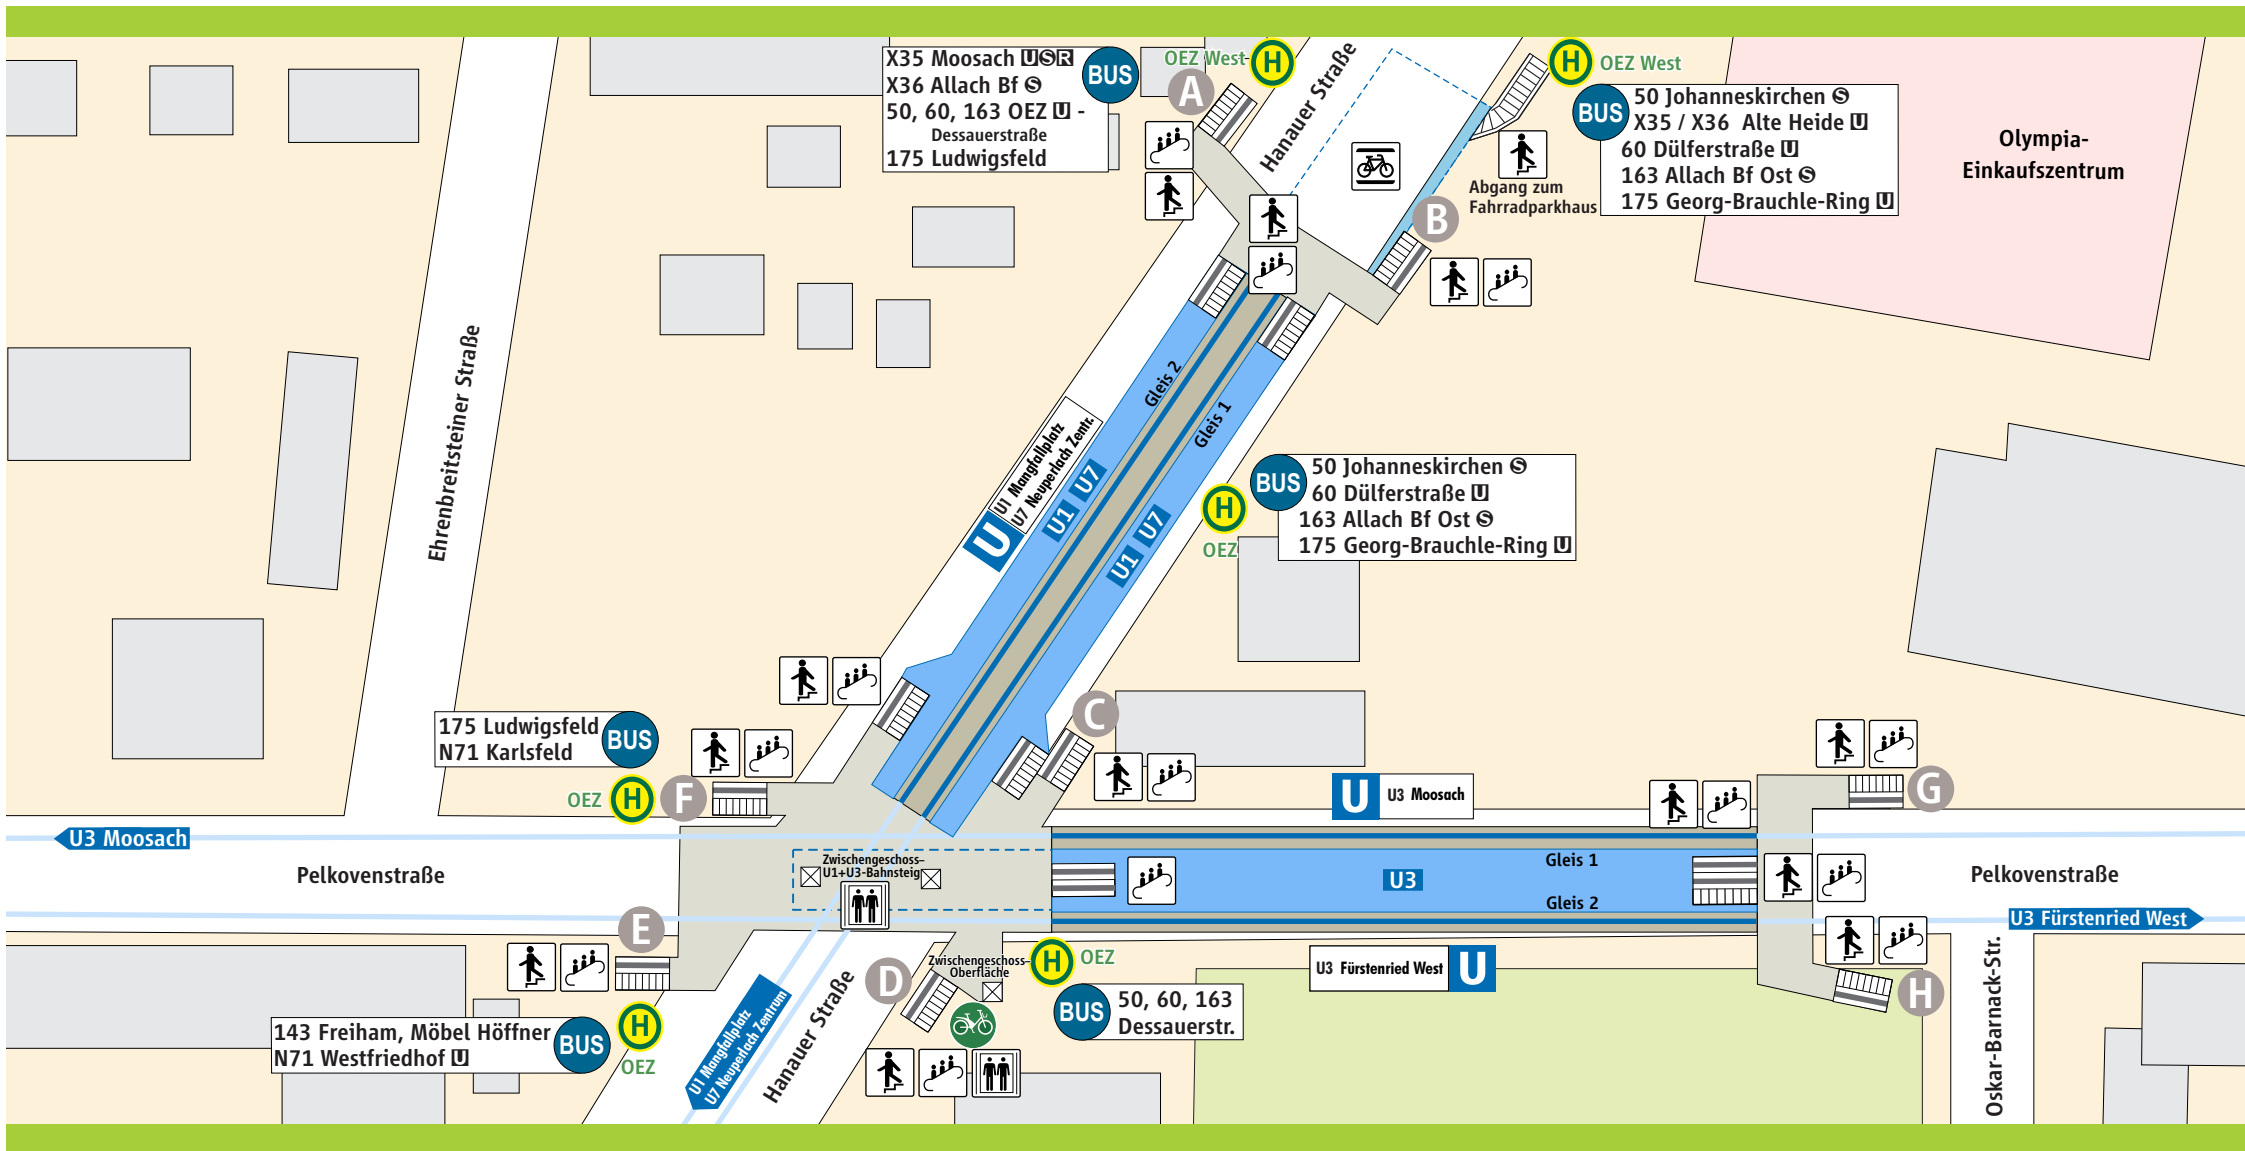 X35 Moosach U S R
X36 Allach Bf S
50, 60, 163 OEZ U -
Dessauerstraße
175 Ludwigsfeld
BUS
OEZ West
H
A
Hanauer Straße
H
OEZ West
BUS
50 Johanneskirchen S
X35 / X36 Alte Heide U
60 Dülferstraße U
163 Allach Bf Ost S
175 Georg-Brauchle-Ring U
Abgang zum
Fahrradparkhaus
B
Olympia-
Einkaufszentrum
Ehrenbreitsteiner Straße
Gleis 2
Gleis 1
U
U1 Mangfallplatz
U7 Neuperlach Zentr.
U1 U7
U1 U7
H
OEZ
BUS
50 Johanneskirchen S
60 Dülferstraße U
163 Allach Bf Ost S
175 Georg-Brauchle-Ring U
C
175 Ludwigsfeld
N71 Karlsfeld
BUS
OEZ
H
F
U
U3 Moosach
G
U3 Moosach
Pelkovenstraße
Zwischengeschoss-
U1+U3-Bahnsteig
Gleis 1
U3
Gleis 2
Pelkovenstraße
U3 Fürstenried West
E
H
OEZ
143 Freiham, Möbel Höffner
N71 Westfriedhof U
BUS
U1 Mangfallplatz
U7 Neuperlach Zentrum
Hanauer Straße
D
Zwischengeschoss-
Oberfläche
H
OEZ
BUS
50, 60, 163
Dessauerstr.
U3 Fürstenried West
U
H
Oskar-Barnack-Str.